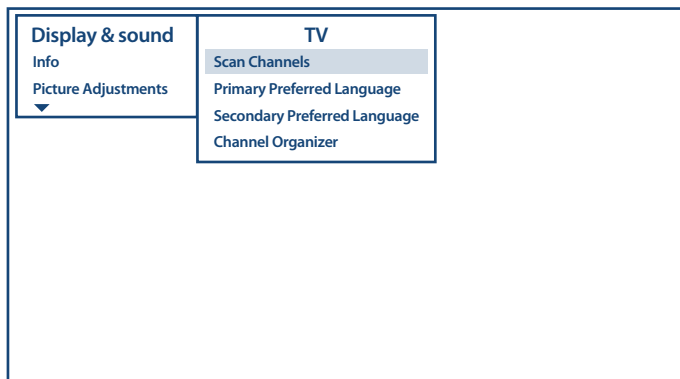 Display & sound
Info
Picture Adjustments
TV
Scan Channels
Primary Preferred Language
Secondary Preferred Language
Channel Organizer